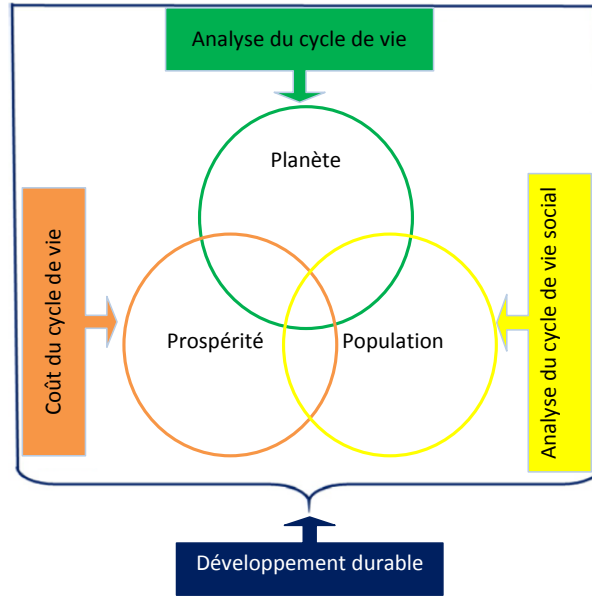 Analyse du cycle de vie
Planète
Coût du cycle de vie
Prospérité
Population
Analyse du cycle de vie social
Développement durable